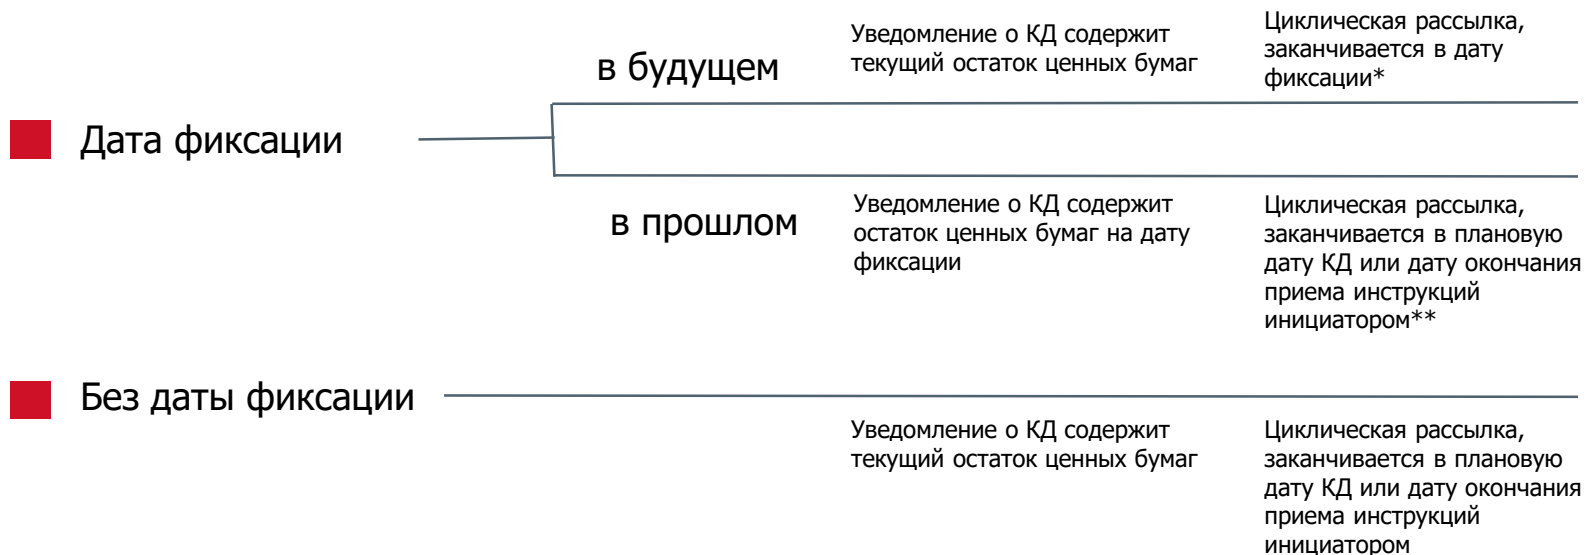 в будущем
Уведомление о КД содержит
текущий остаток ценных бумаг
Циклическая рассылка,
заканчивается в дату
фиксации*
Дата фиксации
в прошлом
Уведомление о КД содержит
остаток ценных бумаг на дату
фиксации
Циклическая рассылка,
заканчивается в плановую
дату КД или дату окончания
приема инструкций
инициатором**
Без даты фиксации
Уведомление о КД содержит
текущий остаток ценных бумаг
Циклическая рассылка,
заканчивается в плановую
дату КД или дату окончания
приема инструкций
инициатором